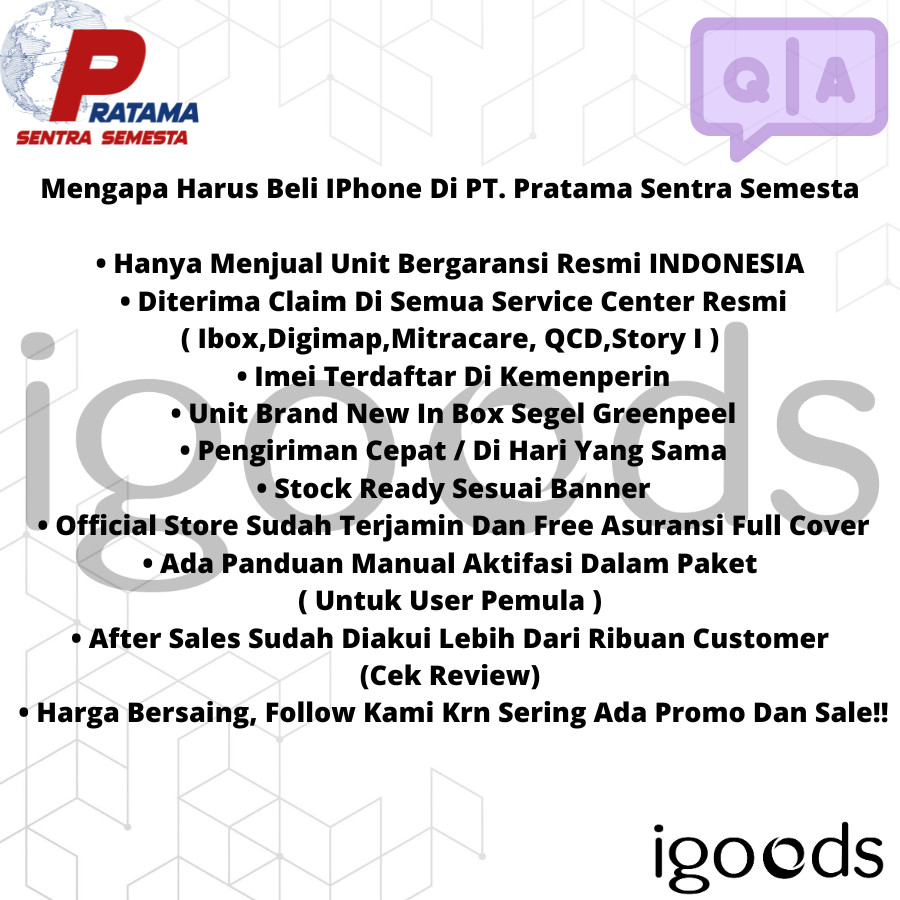 PRATAMA
SENTRA SEMESTA
Q A
Mengapa Harus Beli IPhone Di PT. Pratama Sentra Semesta
• Hanya Menjual Unit Bergaransi Resmi INDONESIA
• Diterima Claim Di Semua Service Center Resmi
( Ibox,Digimap,Mitracare, QCD,Story I )
• Imei Terdaftar Di Kemenperin
• Unit Brand New In Box Segel Greenpeel
• Pengiriman Cepat / Di Hari Yang Sama
• Stock Ready Sesuai Banner
• Official Store Sudah Terjamin Dan Free Asuransi Full Cover
• Ada Panduan Manual Aktifasi Dalam Paket
( Untuk User Pemula )
• After Sales Sudah Diakui Lebih Dari Ribuan Customer
(Cek Review)
• Harga Bersaing, Follow Kami Krn Sering Ada Promo Dan Sale!!
igoods
igoods